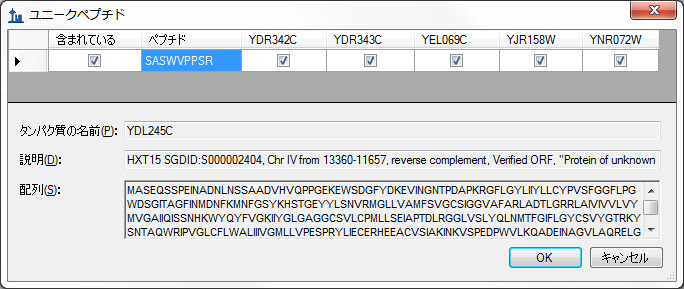 ユニークペプチド
含まれている ペプチド YDR342C YDR343C YEL069C YJR158W YNR072W
SASWVPPSR
タンパク質の名前(P): YDL245C
説明(D): HXT15 SGDID:S000002404, Chr IV from 13360-11657, reverse complement, Verified ORF, "Protein of unknown
配列(S): MASEQSSPEINADNLNSSAADVHVQPPGEKEWSDGFYDKEVINGNTPDAPKRGFLGYLIIYLLCYPVSFGGFLPG
WDSGITAGFINMDNFKMNFGSYKHSTGEYYLSNVRMGLLVAMFSVGCSIGGVAFARLADTLGRRLAIVIVVLVY
MVGAIIQISSNHKWYQYFVGKIIYGLGAGGCSVLCPMLLSEIAPTDLRGGLVSLYQLNMTFGIFLGYCSVYGTRKY
SNTAQWRIPVGLCFLWALIIIVGMLLVPESPRYLIECERHEEACVSIAKINKVSPEDPWVLKQADEINAGVLAQRELG
OK キャンセル